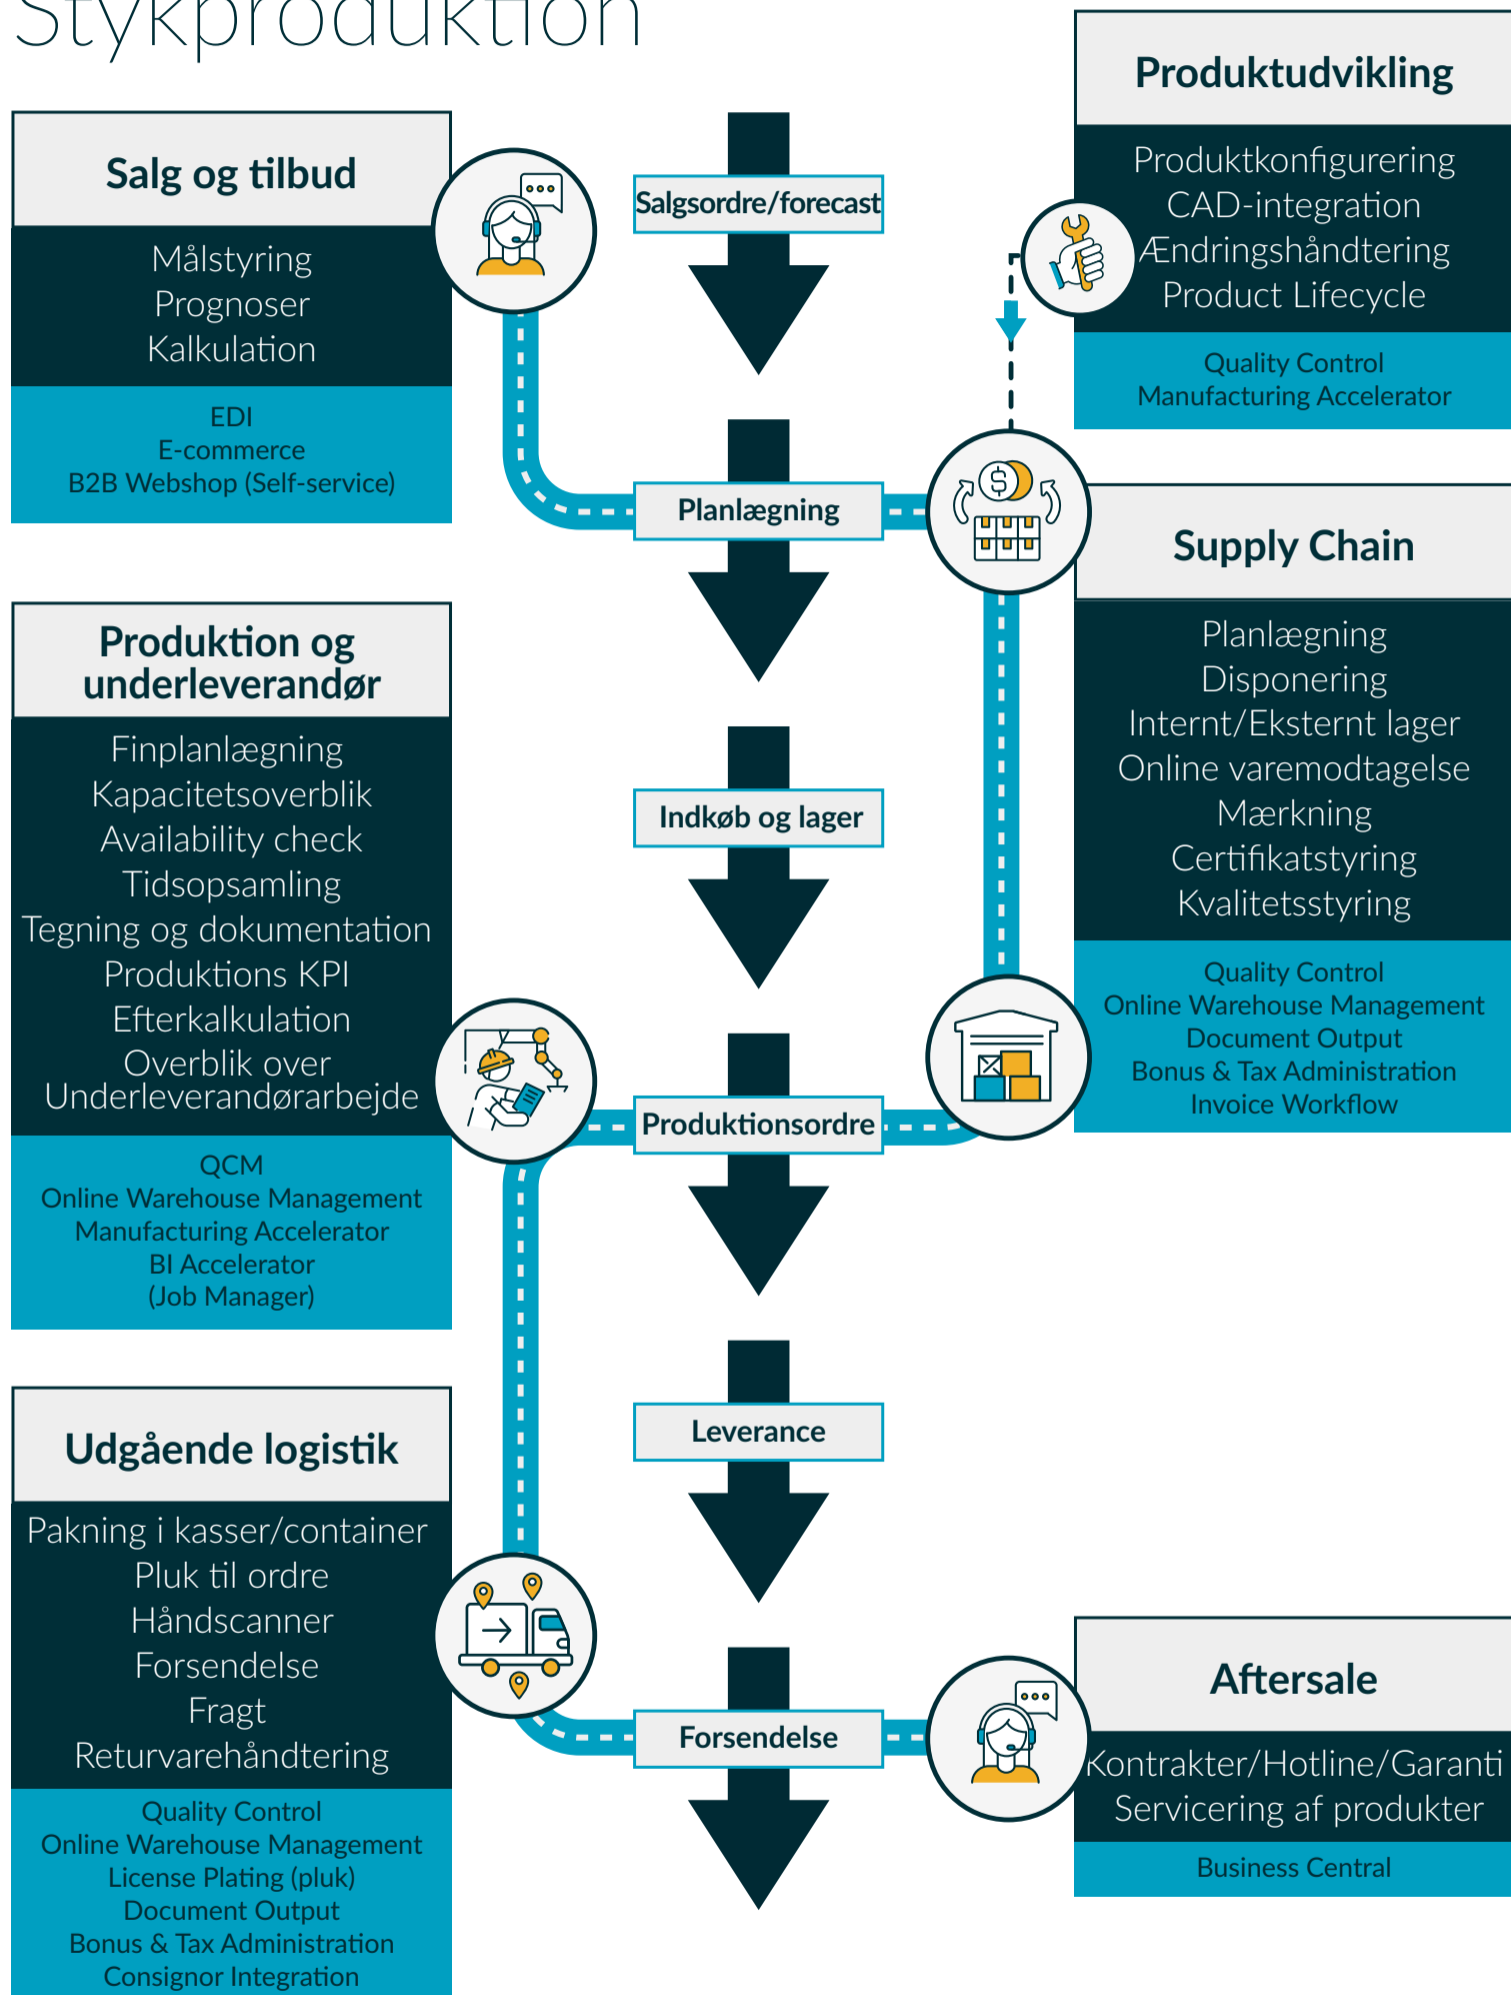 Stykproduktion
Salg og tilbud
Målstyring
Prognoser
Kalkulation
EDI
E-commerce
B2B Webshop (Self-service)
Produktion og
underleverandør
Finplanlægning
Kapacitetsoverblik
Availability check
Tidsopsamling
Tegning og dokumentation
Produktions KPI
Efterkalkulation
Overblik over
Underleverandørarbejde
QCM
Online Warehouse Management
Manufacturing Accelerator
BI Accelerator
(Job Manager)
Udgående logistik
Pakning i kasser/container
Pluk til ordre
Håndscanner
Forsendelse
Fragt
Returvarehåndtering
Quality Control
Online Warehouse Management
License Plating (pluk)
Document Output
Bonus & Tax Administration
Consignor Integration
Salgsordre/forecast
Planlægning
Indkøb og lager
Produktionsordre
Leverance
Forsendelse
Produktudvikling
Produktkonfigurering
CAD-integration
Ændringshåndtering
Product Lifecycle
Quality Control
Manufacturing Accelerator
Supply Chain
Planlægning
Disponering
Internt/Eksternt lager
Online varemodtagelse
Mærkning
Certifikatstyring
Kvalitetsstyring
Quality Control
Online Warehouse Management
Document Output
Bonus & Tax Administration
Invoice Workflow
Aftersale
Kontrakter/Hotline/Garanti
Servicering af produkter
Business Central